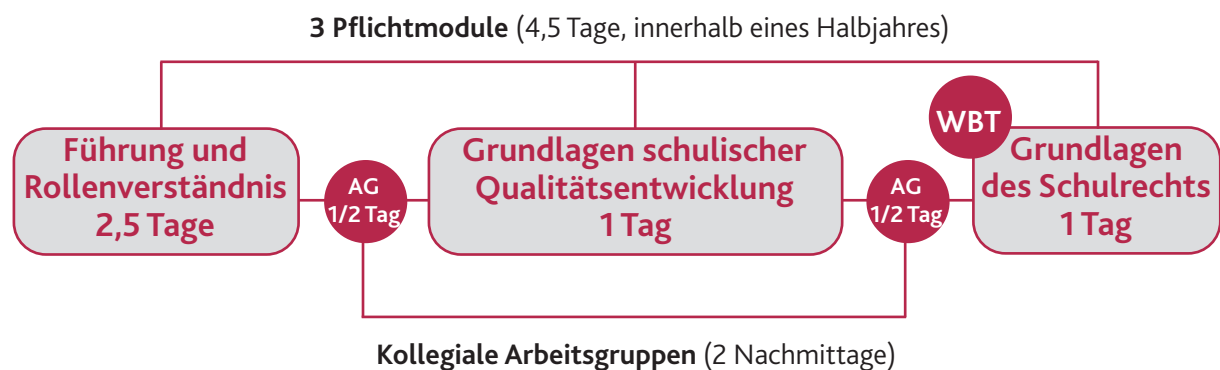 3 Pflichtmodule (4,5 Tage, innerhalb eines Halbjahres)
Führung und
Rollenverständnis
2,5 Tage
AG
1/2 Tag
Grundlagen schulischer
Qualitätsentwicklung
1 Tag
AG
1/2 Tag
WBT
Grundlagen
des Schulrechts
1 Tag
Kollegiale Arbeitsgruppen (2 Nachmittage)